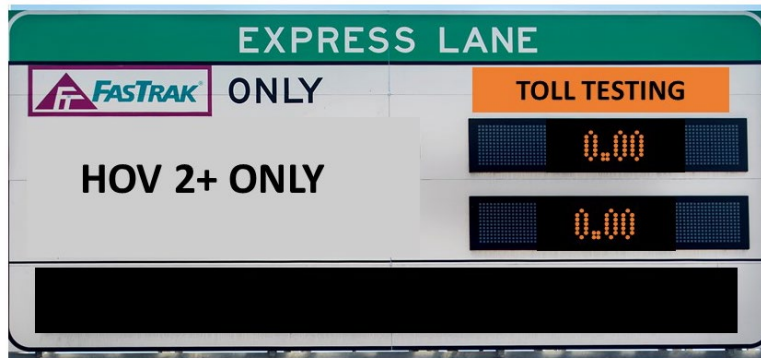 EXPRESS LANE
FASTRAK ONLY
TOLL TESTING
HOV 2+ ONLY
0.00
0.00